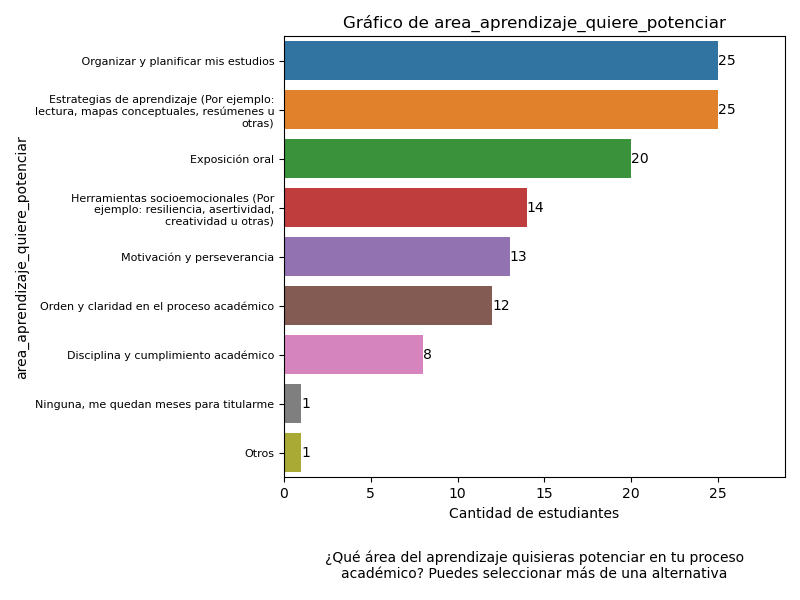 Gráfico de area_aprendizaje_quiere_potenciar
area_aprendizaje_quiere_potenciar
Organizar y planificar mis estudios
25
Estrategias de aprendizaje (Por ejemplo:
lectura, mapas conceptuales, resúmenes u
otras)
25
Exposición oral
20
Herramientas socioemocionales (Por
ejemplo: resiliencia, asertividad,
creatividad u otras)
14
Motivación y perseverancia
13
Orden y claridad en el proceso académico
12
Disciplina y cumplimiento académico
8
Ninguna, me quedan meses para titularme
1
Otros
1
0 5 10 15 20 25
Cantidad de estudiantes
¿Qué área del aprendizaje quisieras potenciar en tu proceso
académico? Puedes seleccionar más de una alternativa